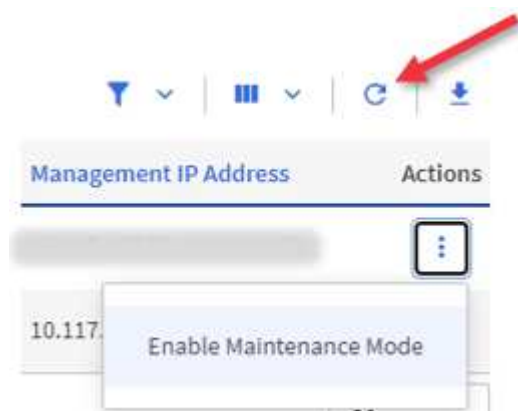 Management IP Address Actions
10.117.
Enable Maintenance Mode